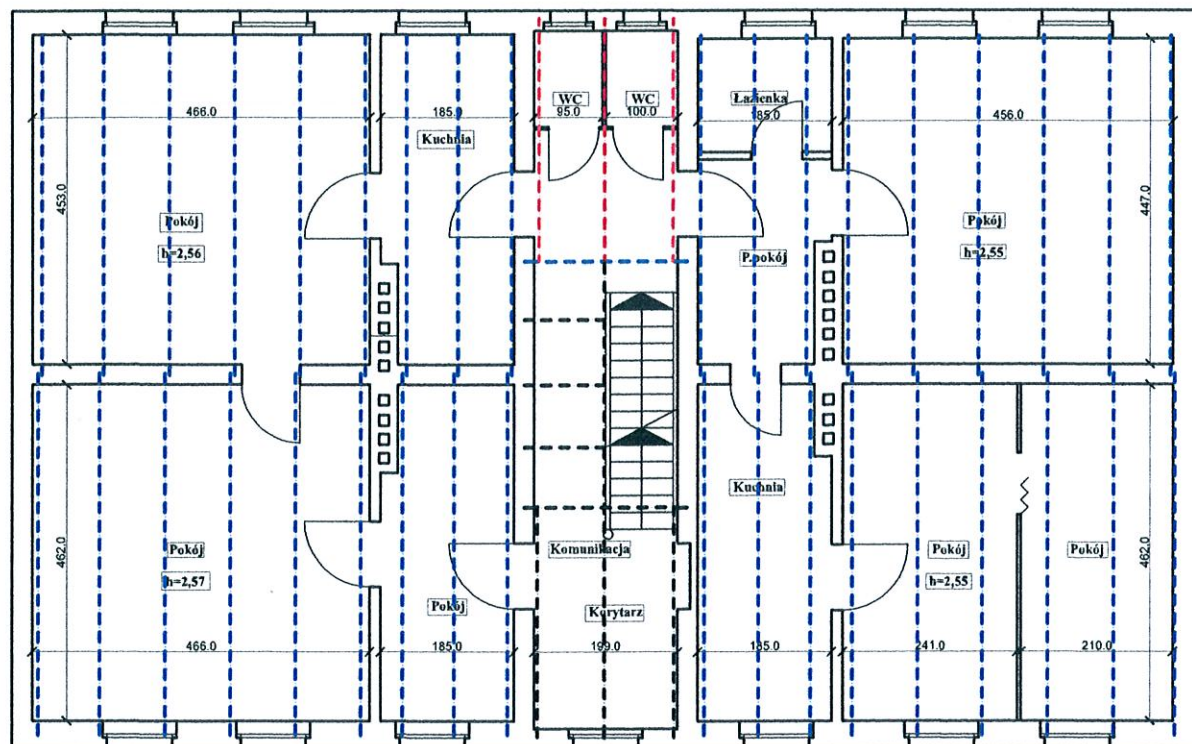 WC
WC
Łazienka
466.0
185.0
95.0
100.0
185.0
456.0
Kuchnia
453.0
Pokój
h=2,56
Pokój
h=2,55
447.0
P.pokój
Kuchnia
462.0
Pokój
h=2,57
Komunikacja
Pokój
h=2,55
Pokój
462.0
Pokój
Korytarz
466.0
185.0
199.0
185.0
241.0
210.0